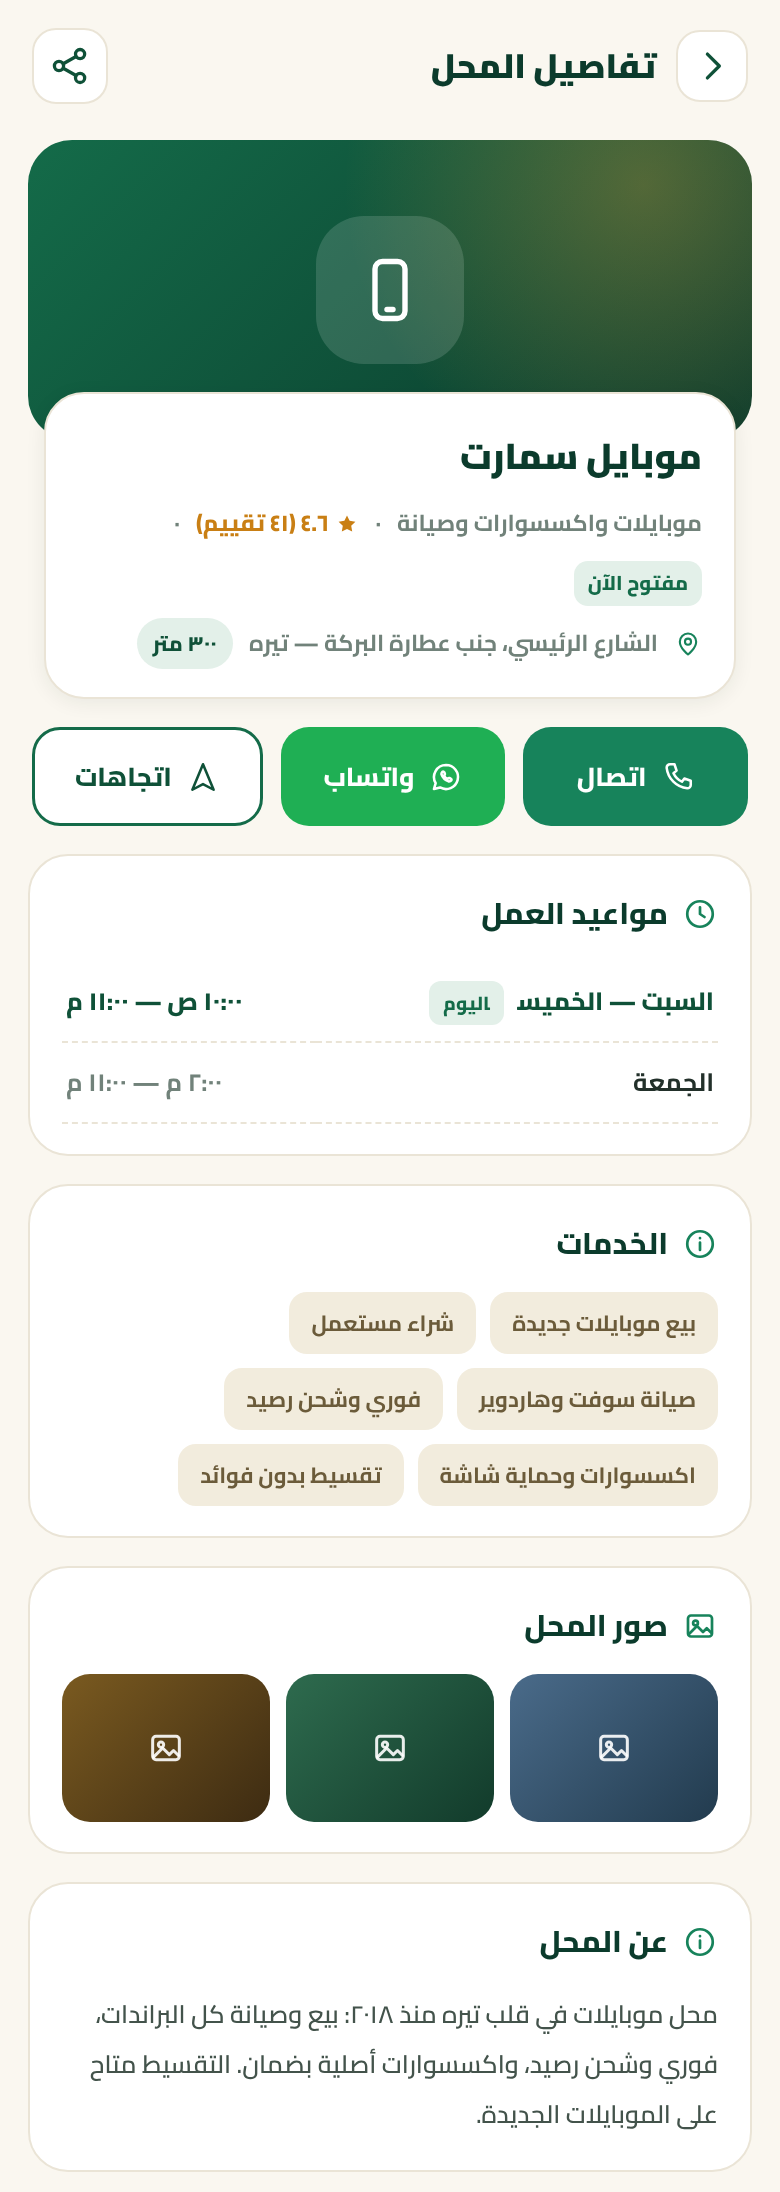 تفاصيل المحل
موبايل سمارت
موبايلات واكسسوارات وصيانة · ★ ٤.٦ (٤١ تقييم) ·
مفتوح الآن
الشارع الرئيسي، جنب عطارة البركة — تيره ٣٠٠ متر
اتصال واتساب اتجاهات
مواعيد العمل
السبت — الخميس اليوم ١٠:٠٠ ص — ١١:٠٠ م
الجمعة ٢:٠٠ م — ١١:٠٠ م
الخدمات
بيع موبايلات جديدة شراء مستعمل
صيانة سوفت وهاردوير فوري وشحن رصيد
اكسسوارات وحماية شاشة تقسيط بدون فوائد
صور المحل
عن المحل
محل موبايلات في قلب تيره منذ ٢٠١٨: بيع وصيانة كل البراندات،
فوري وشحن رصيد، واكسسوارات أصلية بضمان. التقسيط متاح
على الموبايلات الجديدة.